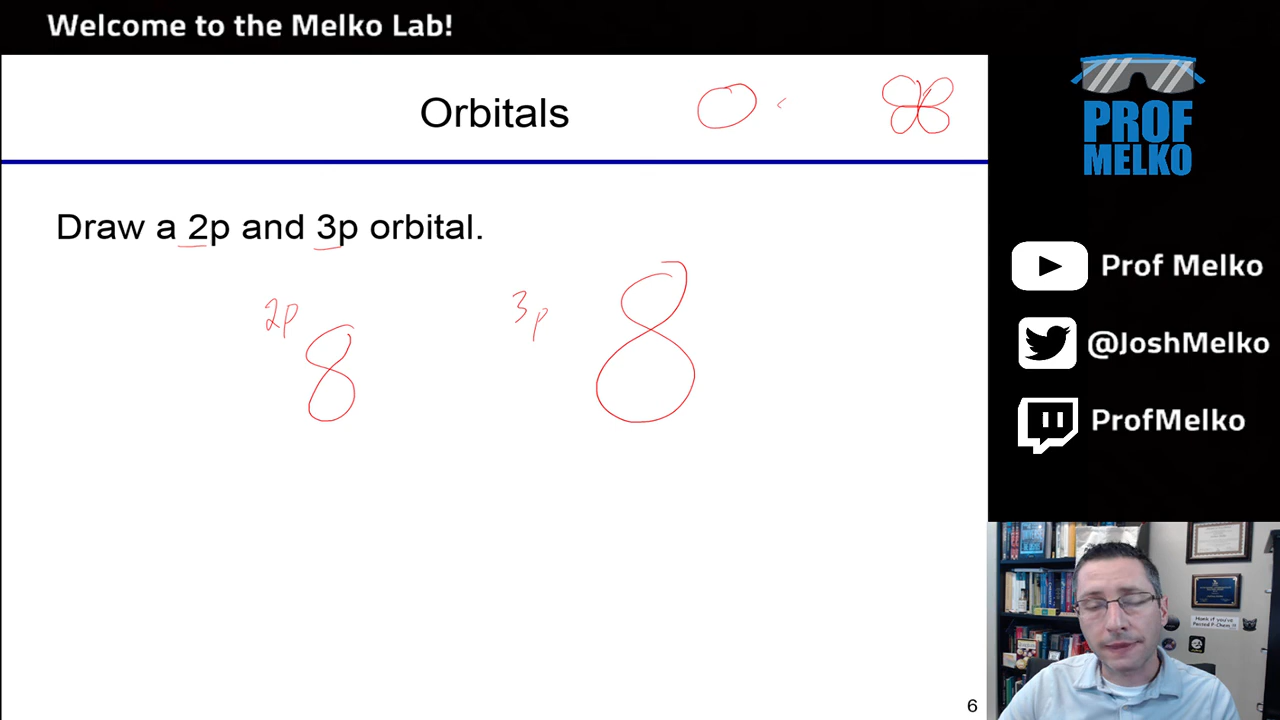 Welcome to the Melko Lab!
Orbitals
PROF
MELKO
Draw a 2p and 3p orbital.
2p
3p
Prof Melko
@JoshMelko
ProfMelko
6